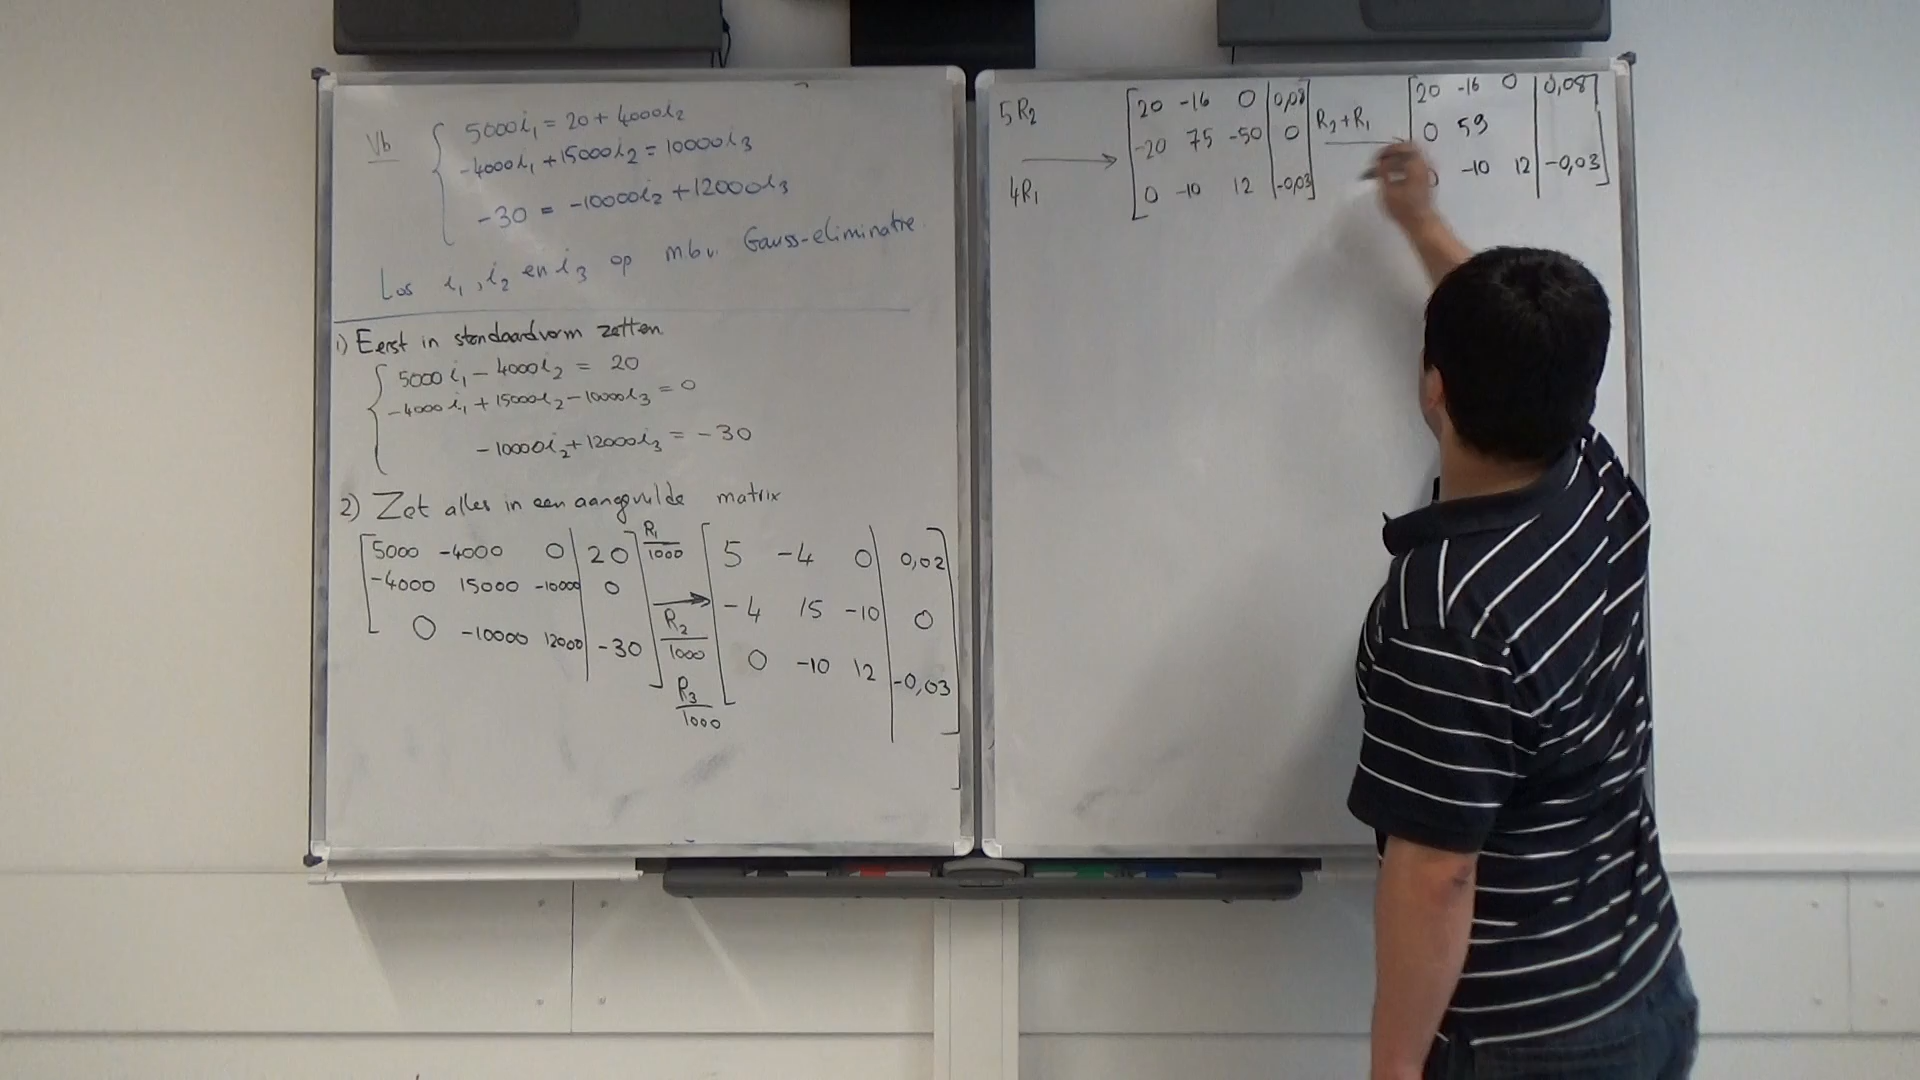 Vb
5000i₁ = 20 + 4000i₂
-4000i₁ + 15000i₂ = 10000i₃
-30 = -10000i₂ + 12000i₃
Los i₁, i₂ en i₃ op mbv. Gauss-eliminatie.
1) Eerst in standaardvorm zetten
5000i₁ - 4000i₂ = 20
-4000i₁ + 15000i₂ - 10000i₃ = 0
-10000i₂ + 12000i₃ = -30
2) Zet alles in een aangevulde matrix
5000 -4000 0 | 20
-4000 15000 -10000 | 0
0 -10000 12000 | -30
R₁/1000
R₂/1000
R₃/1000
5 -4 0 | 0,02
-4 15 -10 | 0
0 -10 12 | -0,03
5R₂
4R₁
20 -16 0 | 0,08
-20 75 -50 | 0
0 -10 12 | -0,03
R₂+R₁
20 -16 0 | 0,08
0 59
0 -10 12 | -0,03